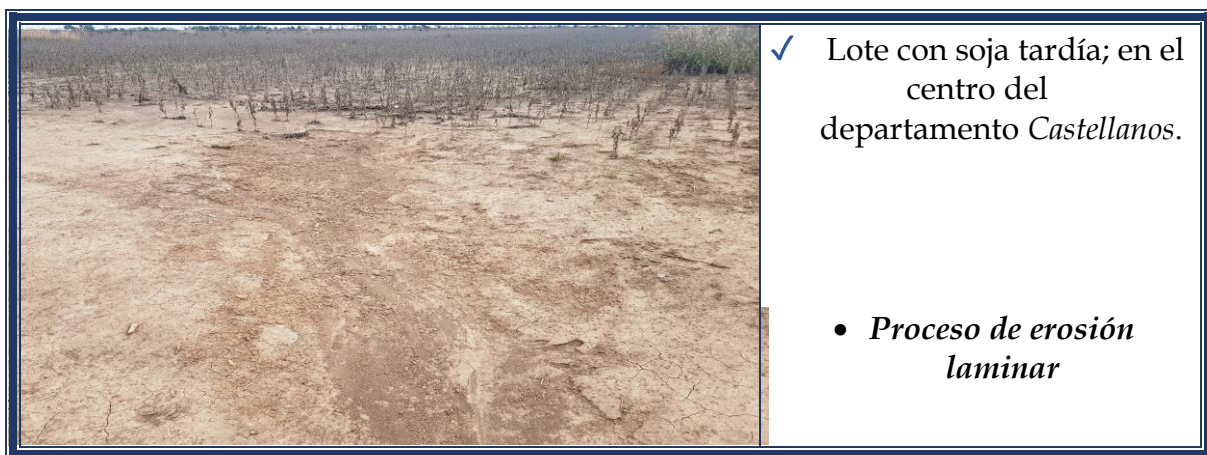 ✓ Lote con soja tardía; en el
centro del
departamento Castellanos.
• Proceso de erosión
laminar